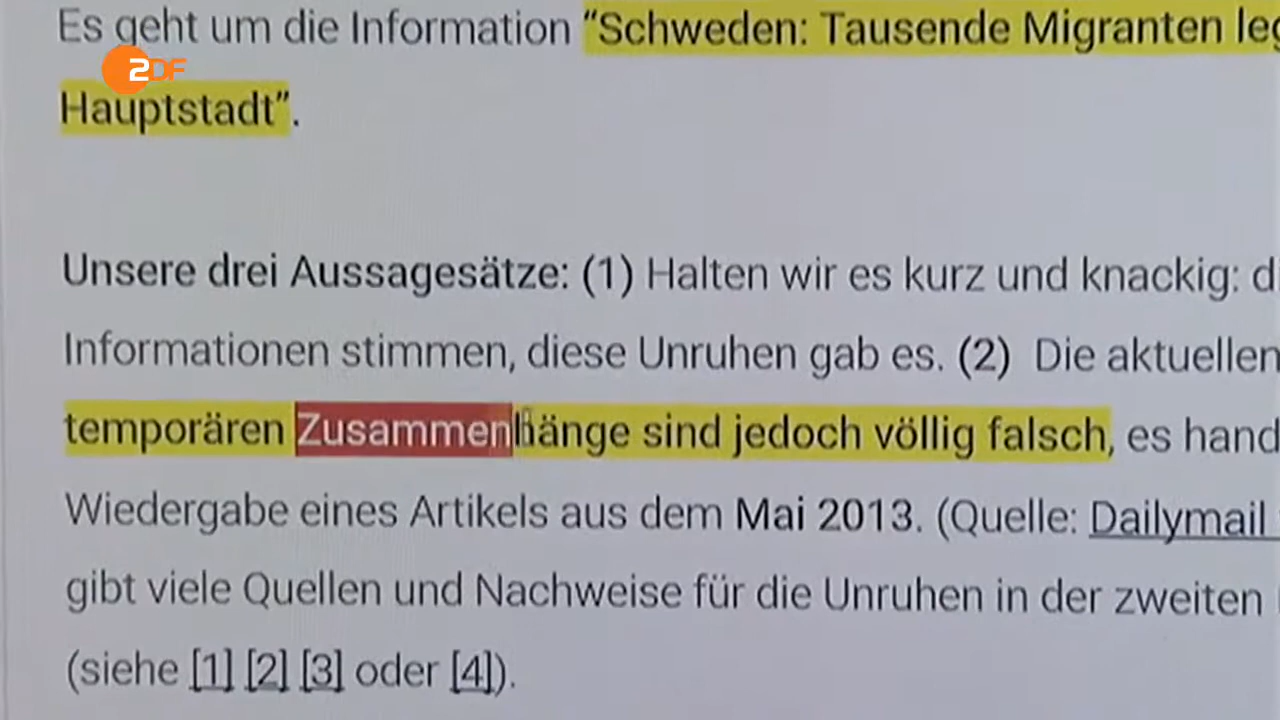 Es geht um die Information “Schweden: Tausende Migranten
ZDF
Hauptstadt”.
Unsere drei Aussagesätze: (1) Halten wir es kurz und knackig:
Informationen stimmen, diese Unruhen gab es. (2) Die aktuellen
temporären Zusammenhänge sind jedoch völlig falsch, es
Wiedergabe eines Artikels aus dem Mai 2013. (Quelle: Dailymail
gibt viele Quellen und Nachweise für die Unruhen in der zweiten
(siehe [1] [2] [3] oder [4]).